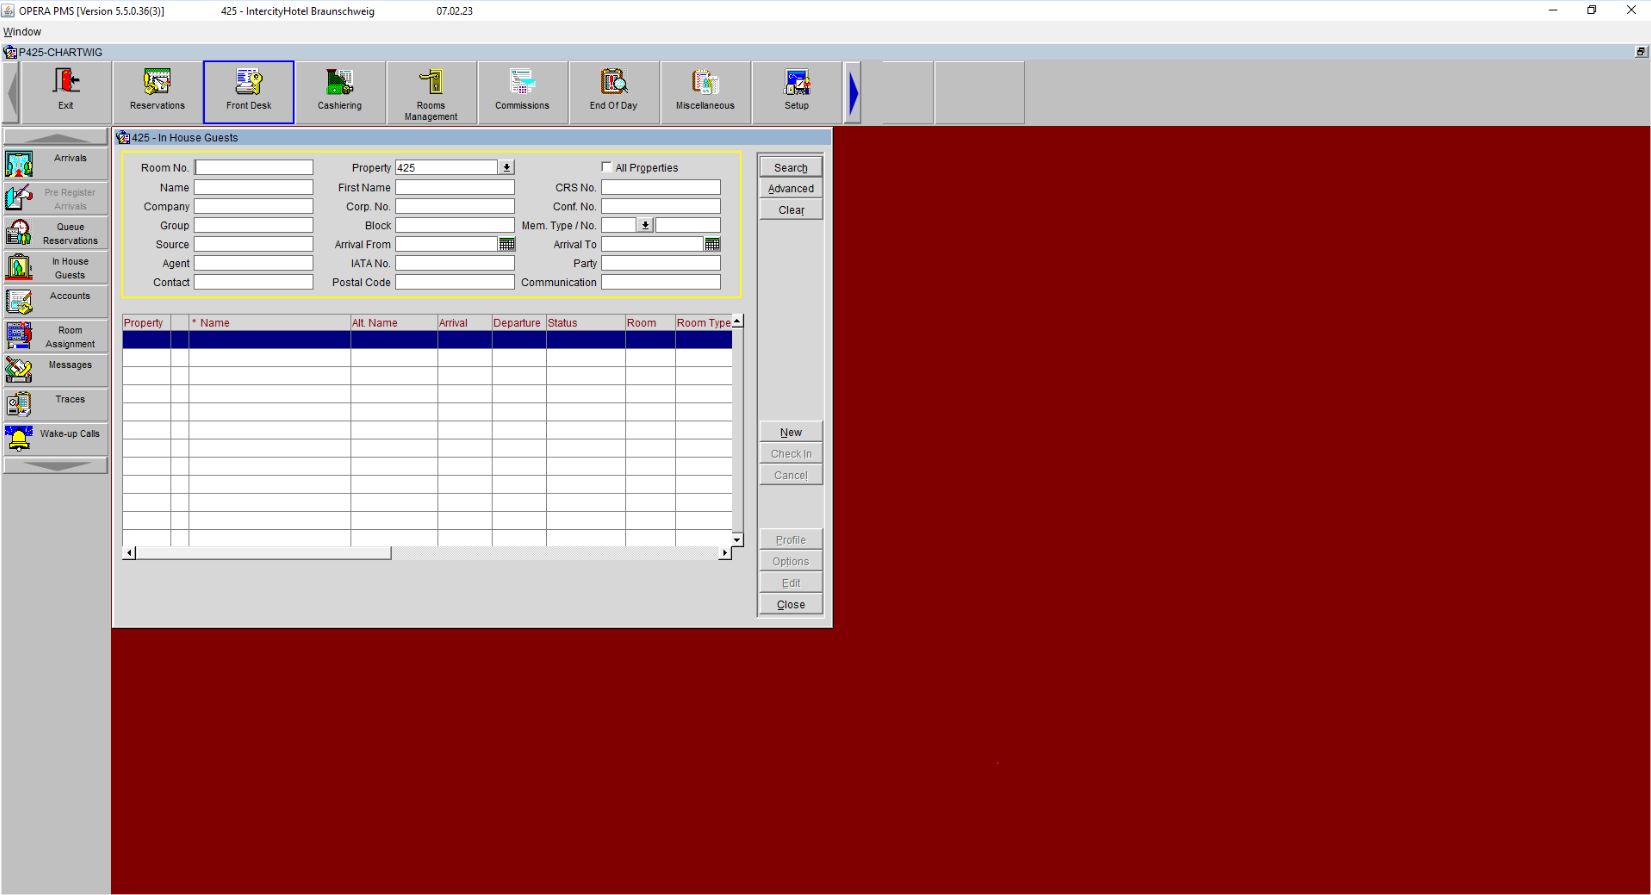 OPERA PMS [Version 5.5.0.36(3)] 425 - IntercityHotel Braunschweig 07.02.23
Window
P425-CHARTWIG
Exit Reservations Front Desk Cashiering Rooms Management Commissions End Of Day Miscellaneous Setup
Arrivals
Pre Register
Arrivals
Queue
Reservations
In House
Guests
Accounts
Room
Assignment
Messages
Traces
Wake-up Calls
425 - In House Guests
Room No. Property 425 All Properties
Name First Name CRS No.
Company Corp. No. Conf. No.
Group Block Mem. Type / No.
Source Arrival From Arrival To
Agent IATA No. Party
Contact Postal Code Communication
Property * Name Alt. Name Arrival Departure Status Room Room Type
Search
Advanced
Clear
New
Check In
Cancel
Profile
Options
Edit
Close